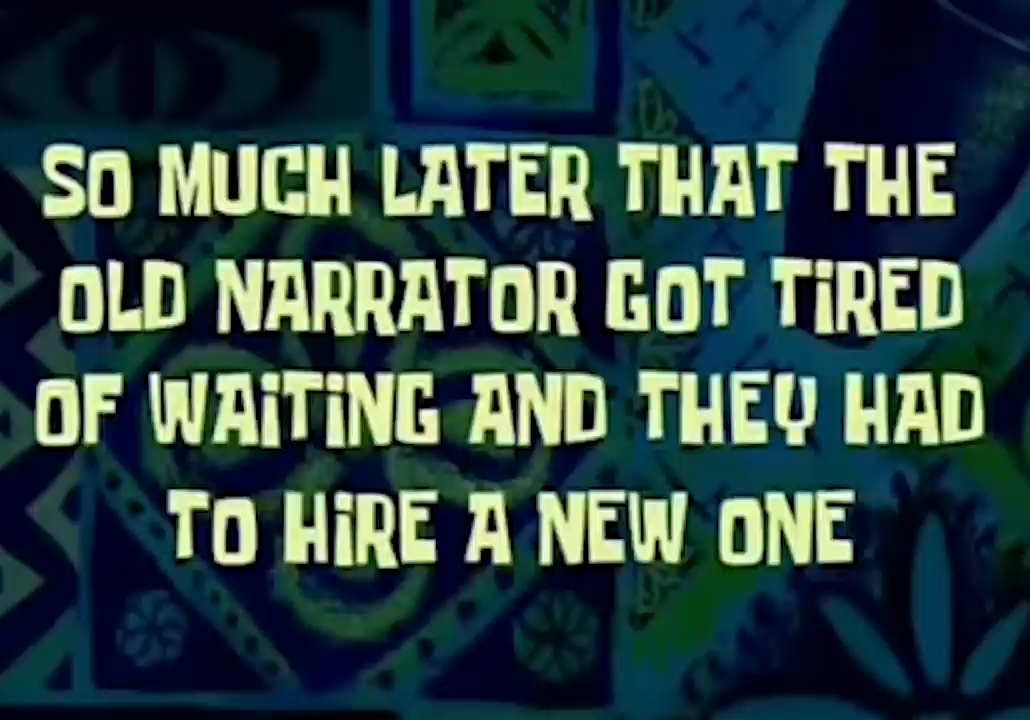 SO MUCH LATER THAT THE
OLD NARRATOR GOT TIRED
OF WAITING AND THEY HAD
TO HIRE A NEW ONE